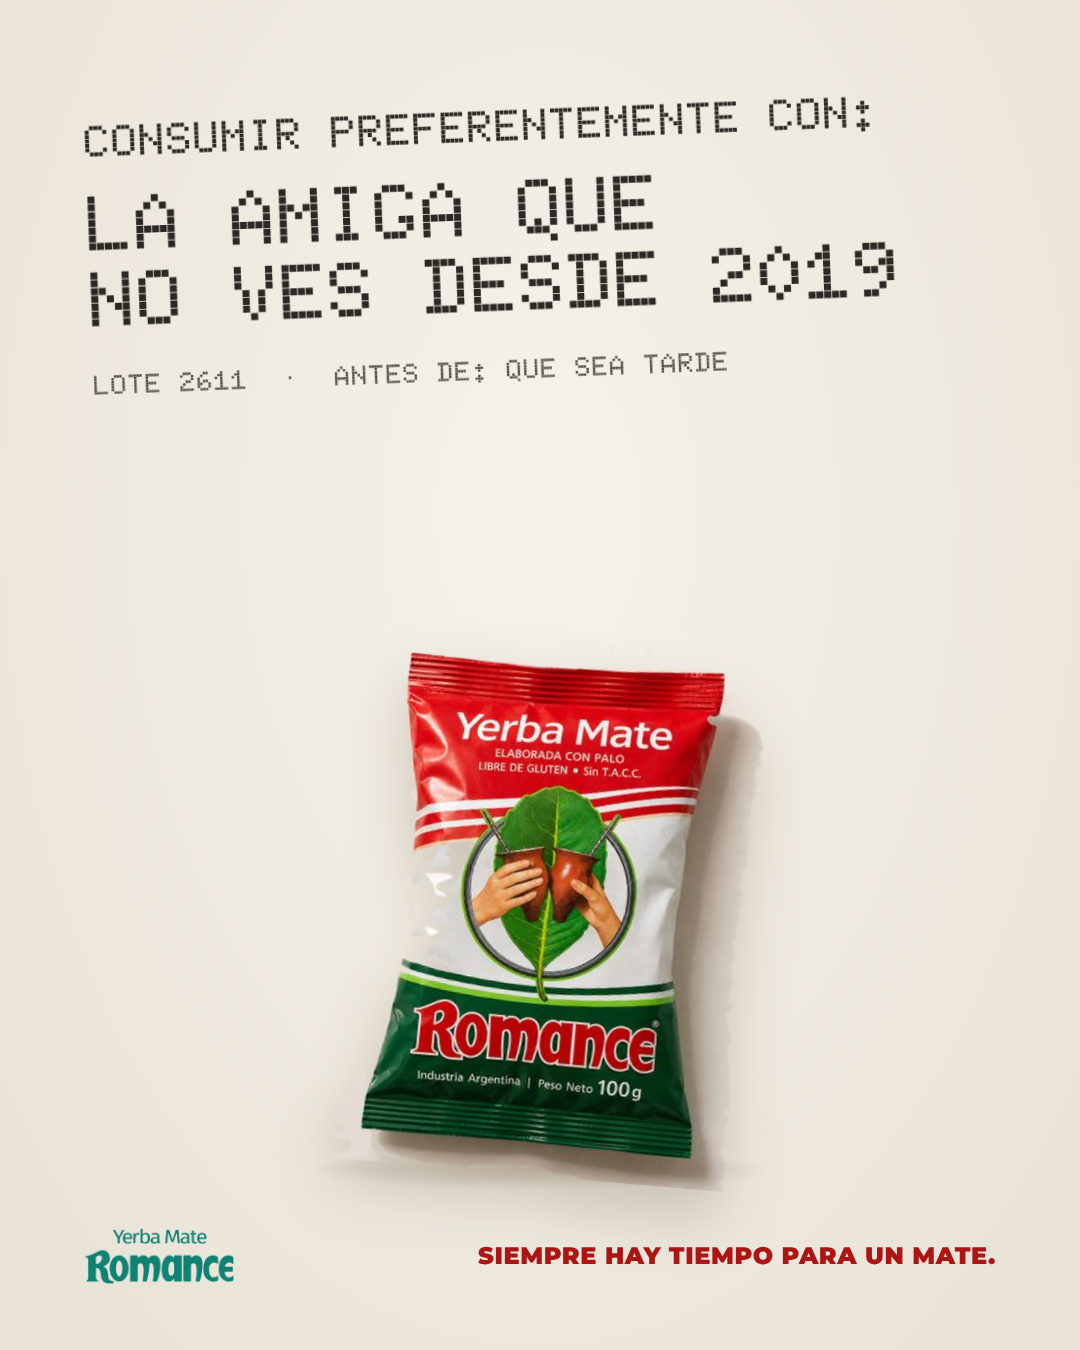 CONSUMIR PREFERENTEMENTE CON:
LA AMIGA QUE
NO VES DESDE 2019
LOTE 2611 · ANTES DE: QUE SEA TARDE
Yerba Mate
ELABORADA CON PALO
LIBRE DE GLUTEN • Sin T.A.C.C.
Romance®
Industria Argentina | Peso Neto 100g
Yerba Mate
Romance
SIEMPRE HAY TIEMPO PARA UN MATE.